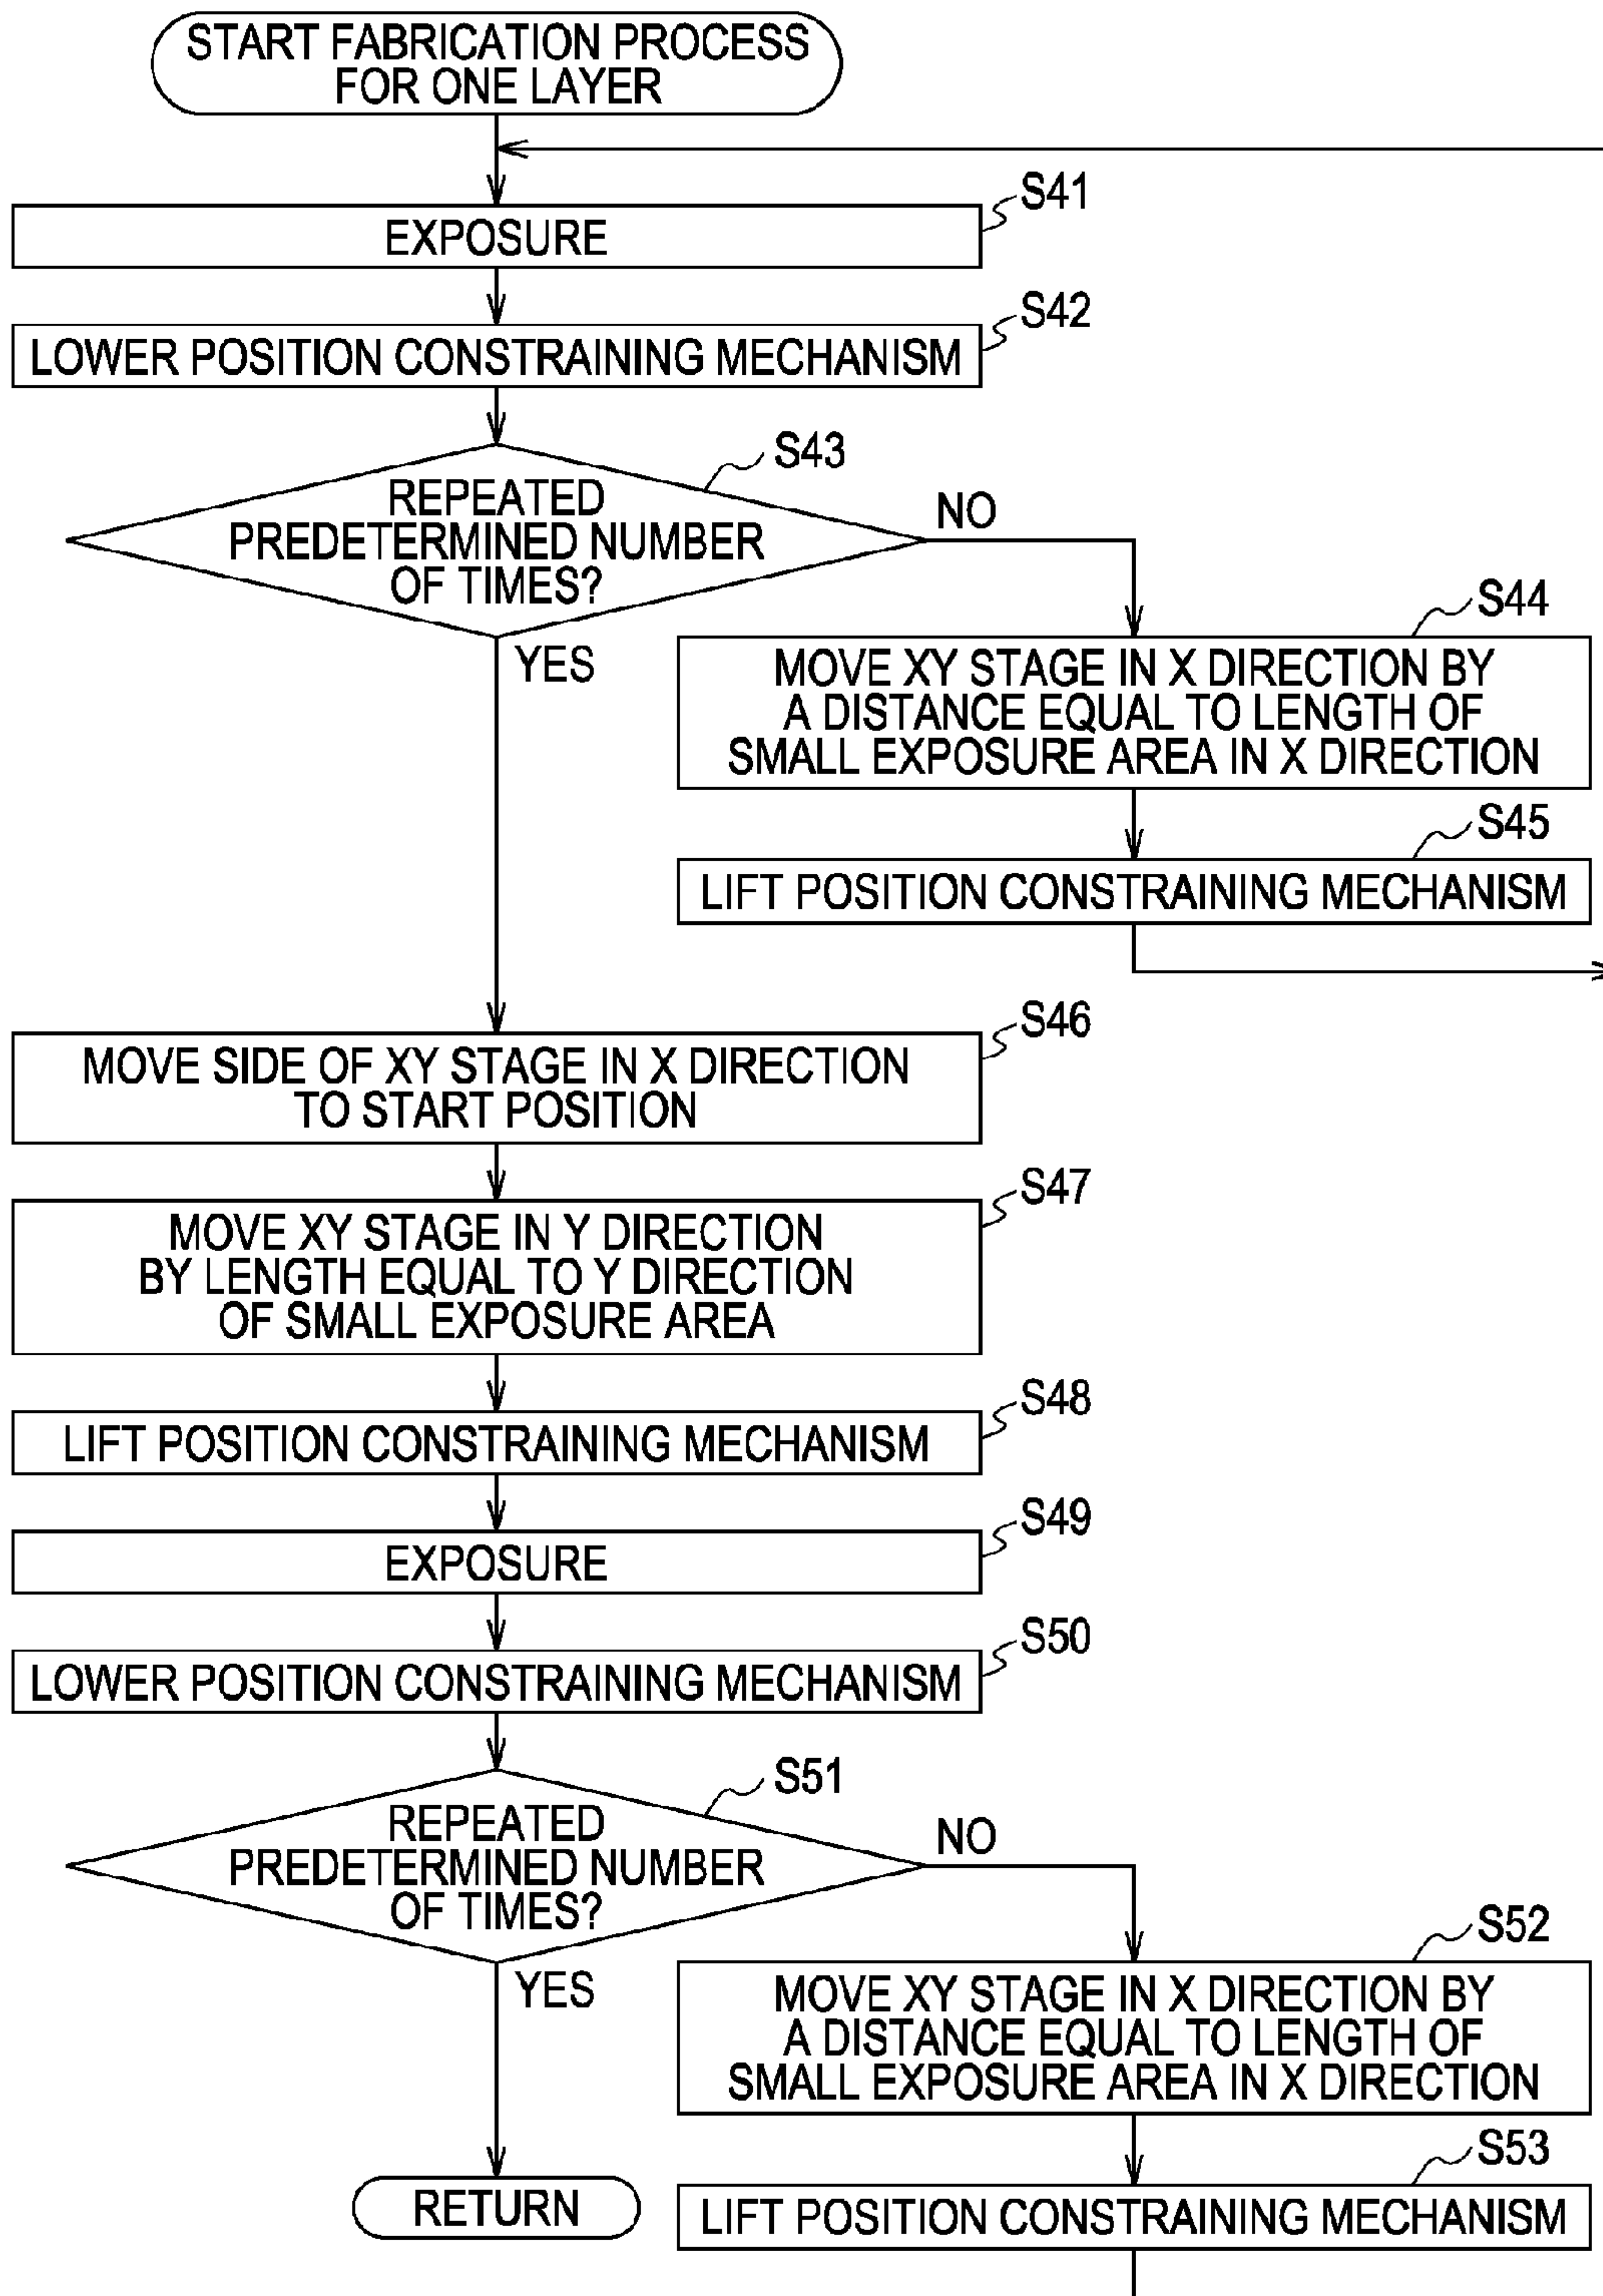 START FABRICATION PROCESS
FOR ONE LAYER
S41
EXPOSURE
S42
LOWER POSITION CONSTRAINING MECHANISM
S43
REPEATED
PREDETERMINED NUMBER
OF TIMES?
NO
YES
S44
MOVE XY STAGE IN X DIRECTION BY
A DISTANCE EQUAL TO LENGTH OF
SMALL EXPOSURE AREA IN X DIRECTION
S45
LIFT POSITION CONSTRAINING MECHANISM
S46
MOVE SIDE OF XY STAGE IN X DIRECTION
TO START POSITION
S47
MOVE XY STAGE IN Y DIRECTION
BY LENGTH EQUAL TO Y DIRECTION
OF SMALL EXPOSURE AREA
S48
LIFT POSITION CONSTRAINING MECHANISM
S49
EXPOSURE
S50
LOWER POSITION CONSTRAINING MECHANISM
S51
REPEATED
PREDETERMINED NUMBER
OF TIMES?
NO
YES
S52
MOVE XY STAGE IN X DIRECTION BY
A DISTANCE EQUAL TO LENGTH OF
SMALL EXPOSURE AREA IN X DIRECTION
S53
LIFT POSITION CONSTRAINING MECHANISM
RETURN